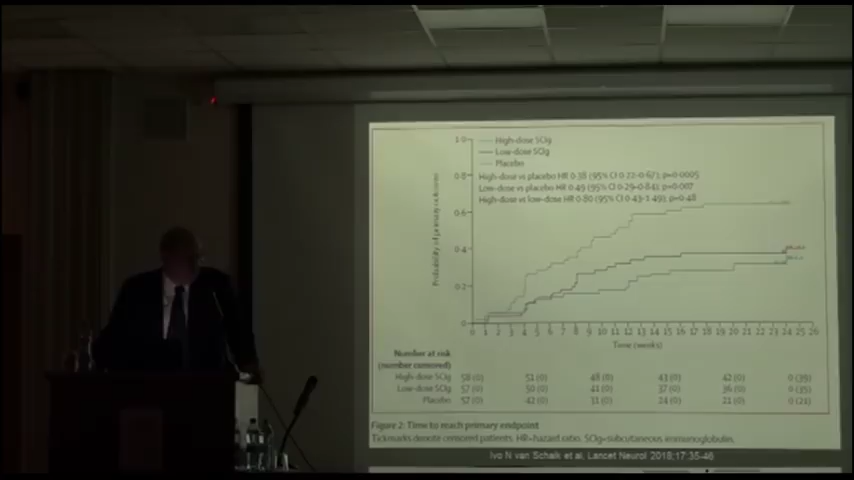 1·0
High-dose SCIg
Low-dose SCIg
Placebo
0·8
High-dose vs placebo HR 0·38 (95% CI 0·22–0·67); p=0·0005
Low-dose vs placebo HR 0·49 (95% CI 0·29–0·84); p=0·007
High-dose vs low-dose HR 0·80 (95% CI 0·43–1·49); p=0·48
Probability of primary outcome
0·6
0·4
0·2
0
0 1 2 3 4 5 6 7 8 9 10 11 12 13 14 15 16 17 18 19 20 21 22 23 24 25 26
Time (weeks)
Number at risk
(number censored)
High-dose SCIg 58 (0) 51 (0) 48 (0) 43 (0) 42 (0) 0 (39)
Low-dose SCIg 57 (0) 50 (0) 41 (0) 37 (0) 36 (0) 0 (35)
Placebo 57 (0) 42 (0) 31 (0) 24 (0) 21 (0) 0 (21)
Figure 2: Time to reach primary endpoint
Tickmarks denote censored patients. HR=hazard ratio. SCIg=subcutaneous immunoglobulin.
Ivo N van Schaik et al, Lancet Neurol 2018;17:35-46